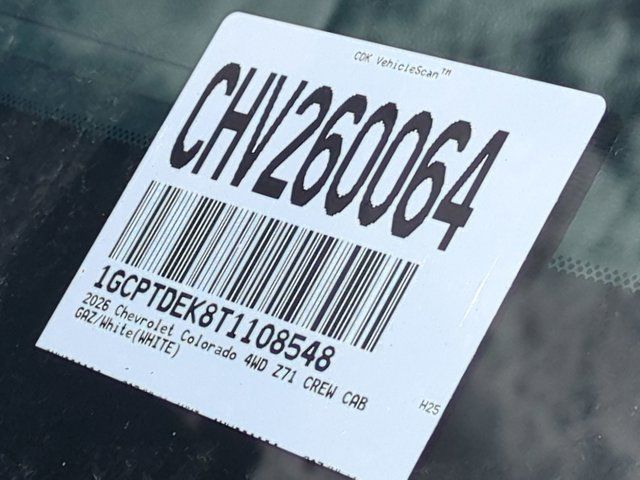 CDK VehicleScan™
CHV260064
1GCPTDEK8T1108548
2026 Chevrolet Colorado 4WD Z71 CREW CAB
GAZ/White(WHITE)
H25